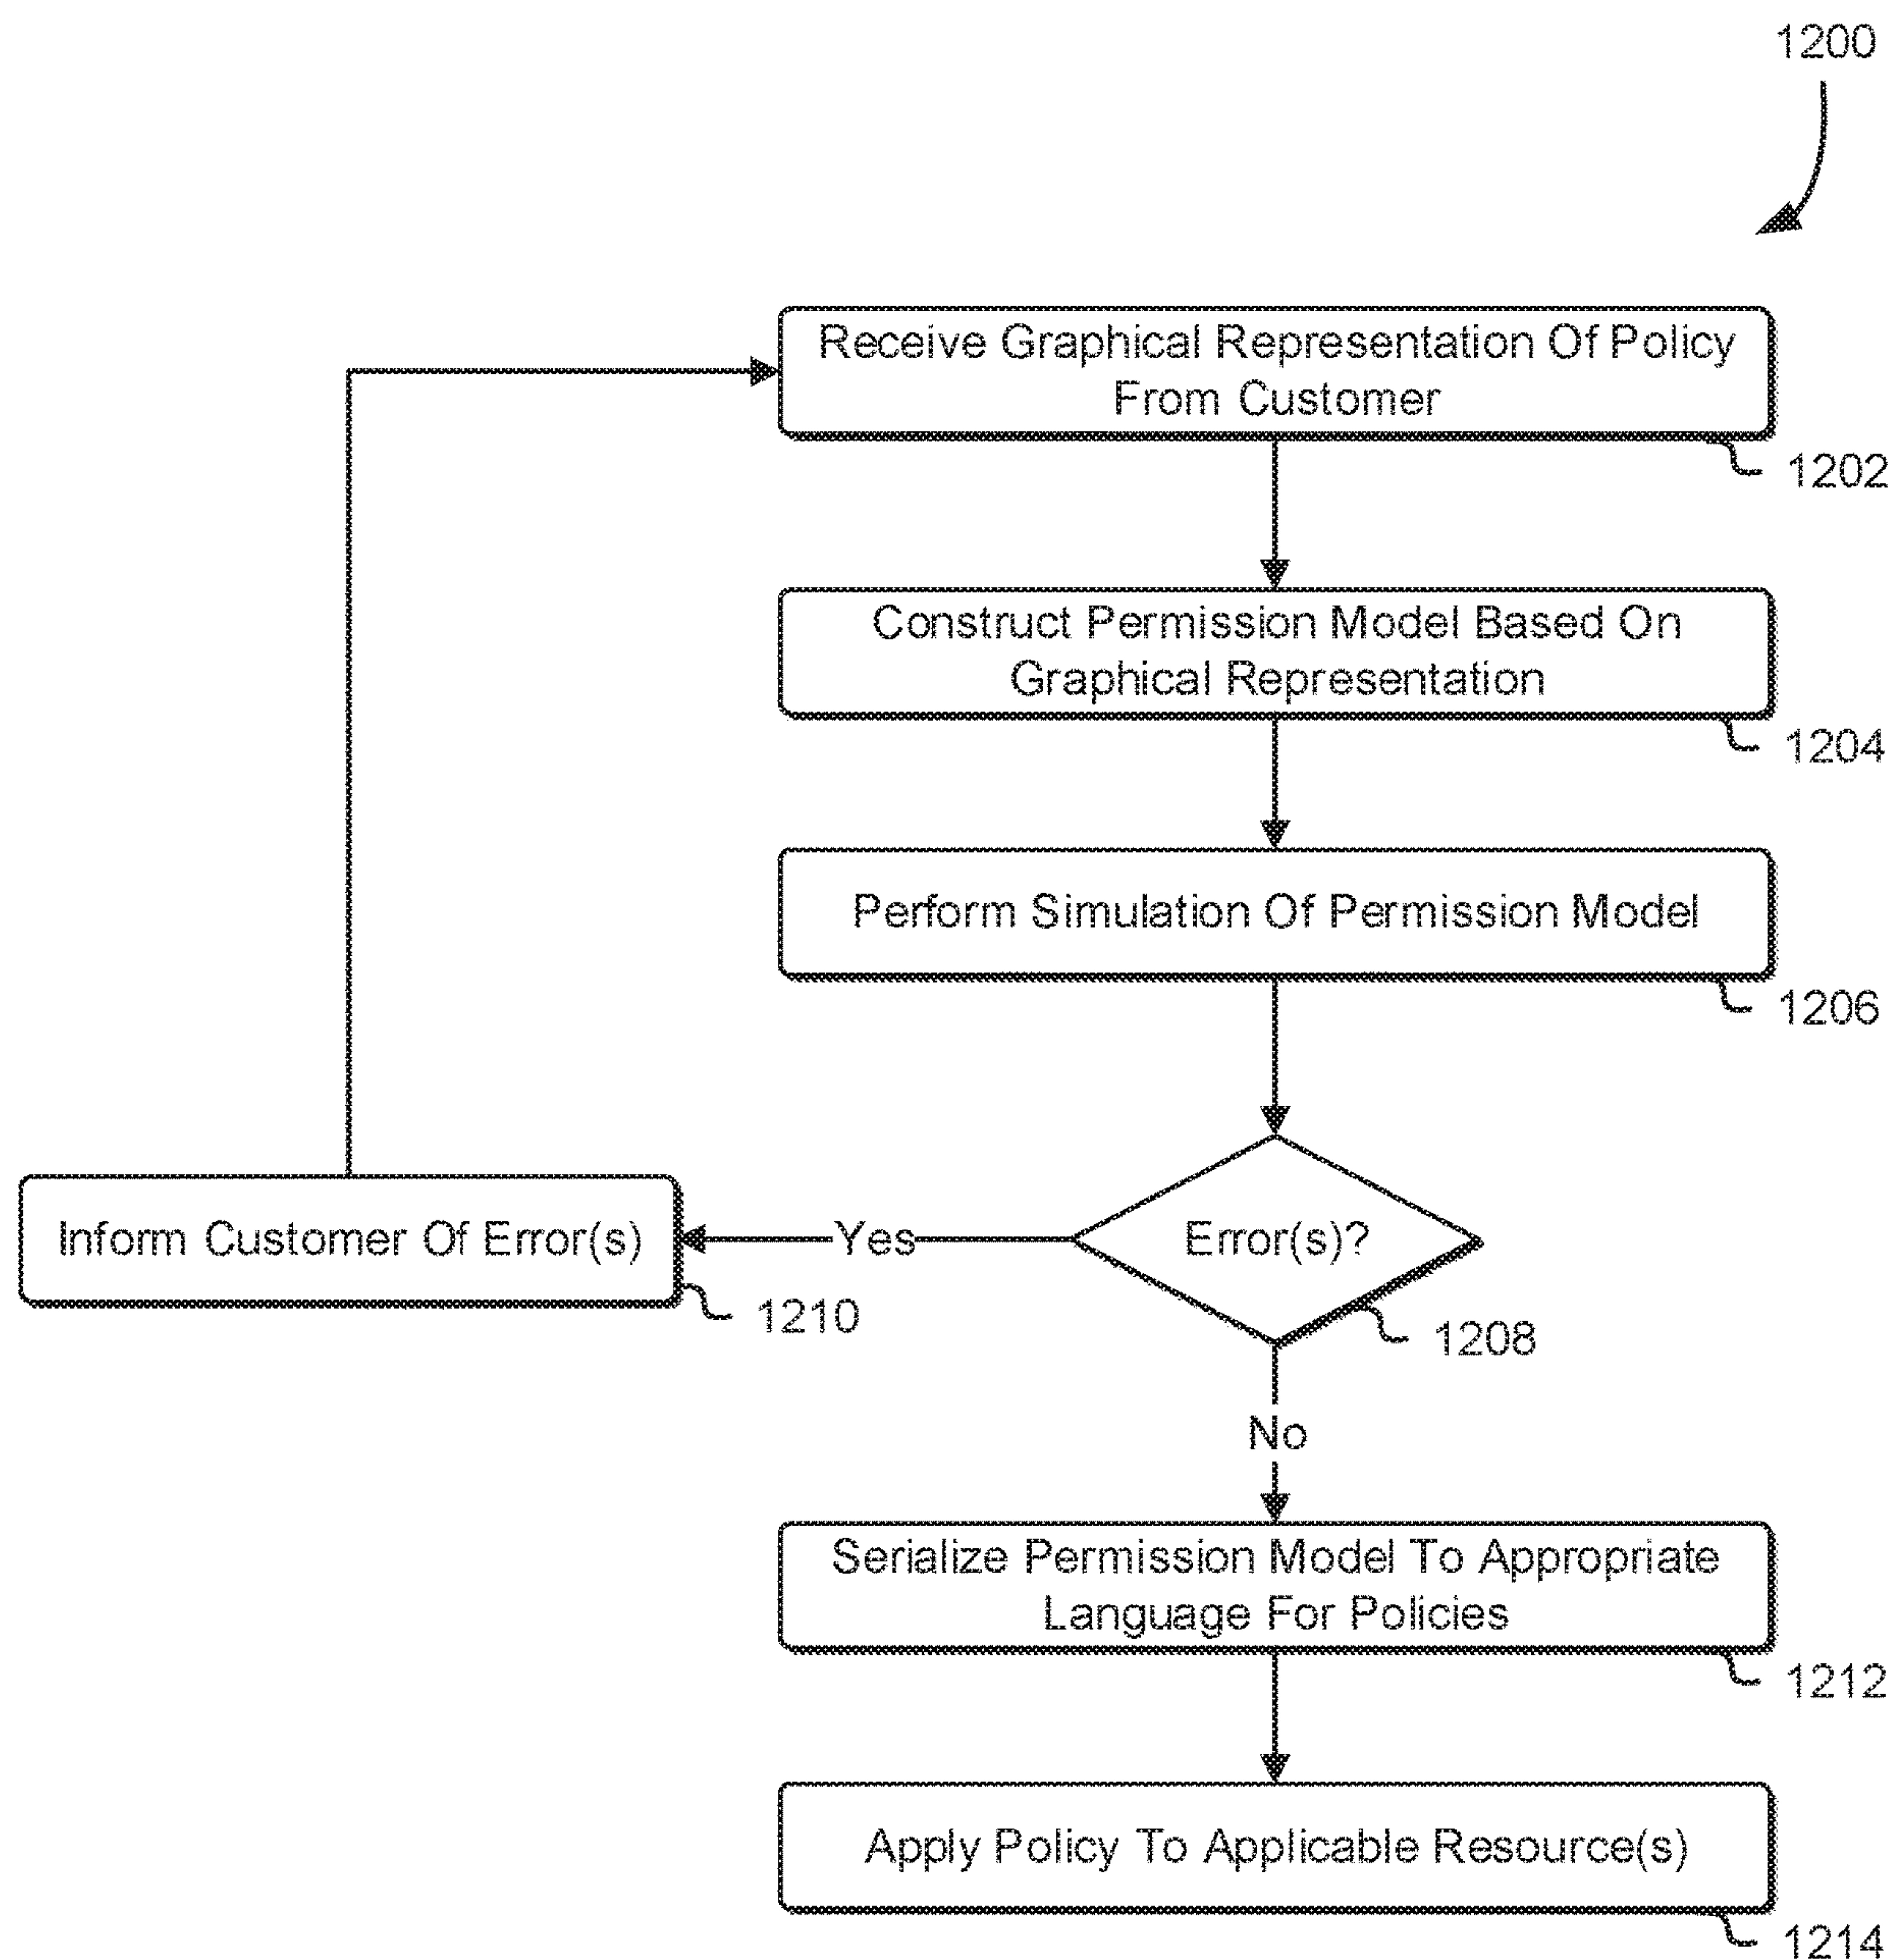 1200
Receive Graphical Representation Of Policy
From Customer
1202
Construct Permission Model Based On
Graphical Representation
1204
Perform Simulation Of Permission Model
1206
Inform Customer Of Error(s)
Yes
Error(s)?
1210
1208
No
Serialize Permission Model To Appropriate
Language For Policies
1212
Apply Policy To Applicable Resource(s)
1214